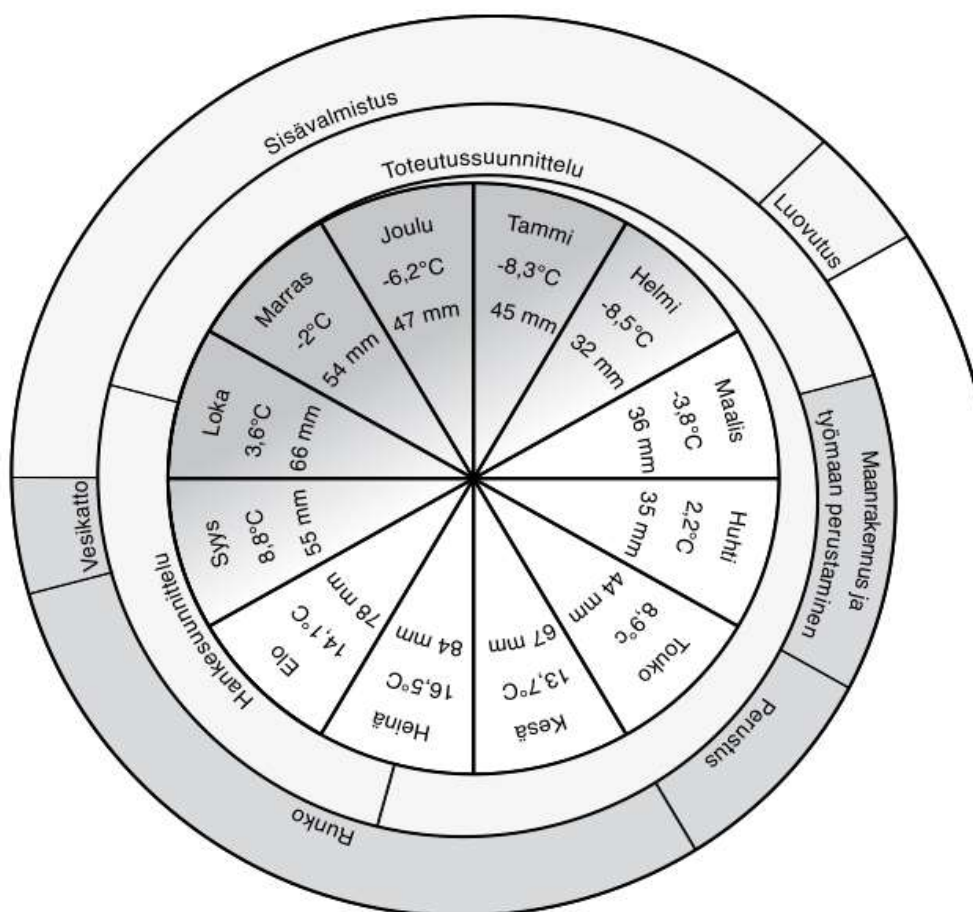 Sisävalmistus
Toteutussuunnittelu
Luovutus
Maanrakennus ja
työmaan perustaminen
Perustus
Runko
Vesikatto
Hankesuunnittelu
Tammi
-8,3°C
45 mm
Helmi
-8,5°C
32 mm
Maalis
-3,8°C
36 mm
Huhti
2,2°C
35 mm
Touko
8,9°c
44 mm
Kesä
13,7°C
67 mm
Heinä
16,5°C
84 mm
Elo
14,1°C
78 mm
Syys
8,8°C
55 mm
Loka
3,6°C
66 mm
Marras
-2°C
54 mm
Joulu
-6,2°C
47 mm